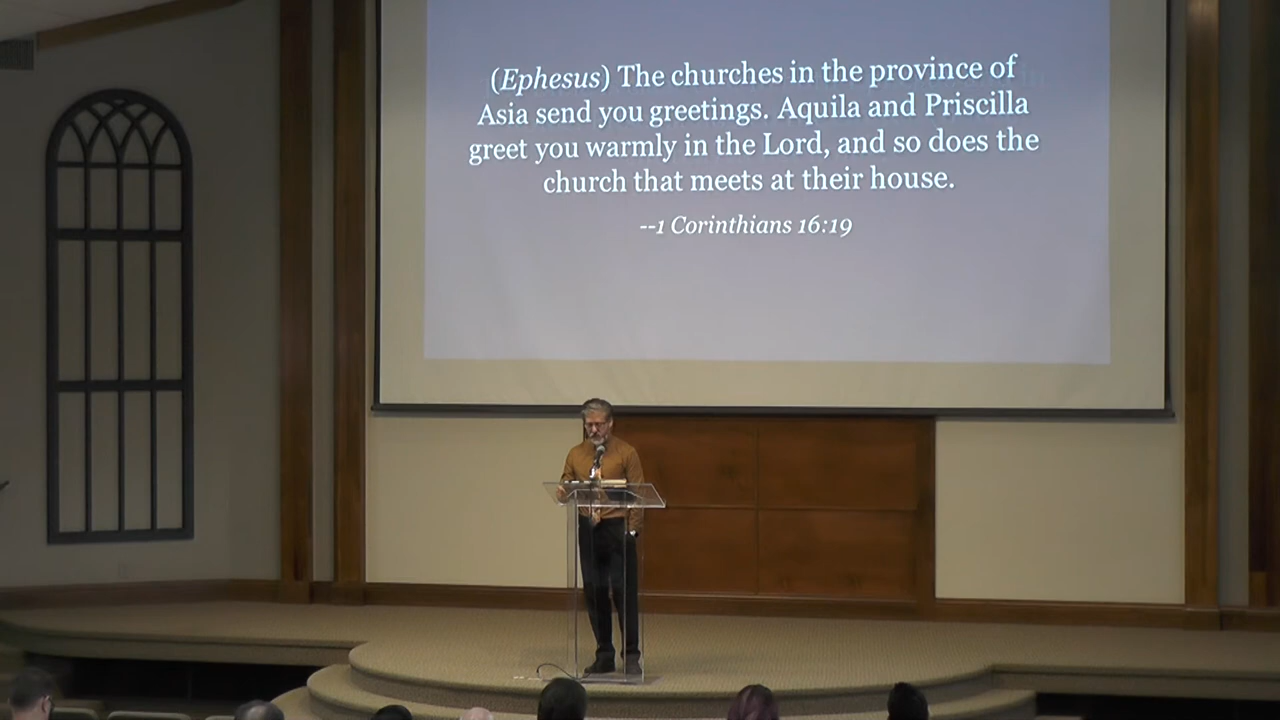 (Ephesus) The churches in the province of
Asia send you greetings. Aquila and Priscilla
greet you warmly in the Lord, and so does the
church that meets at their house.
--1 Corinthians 16:19